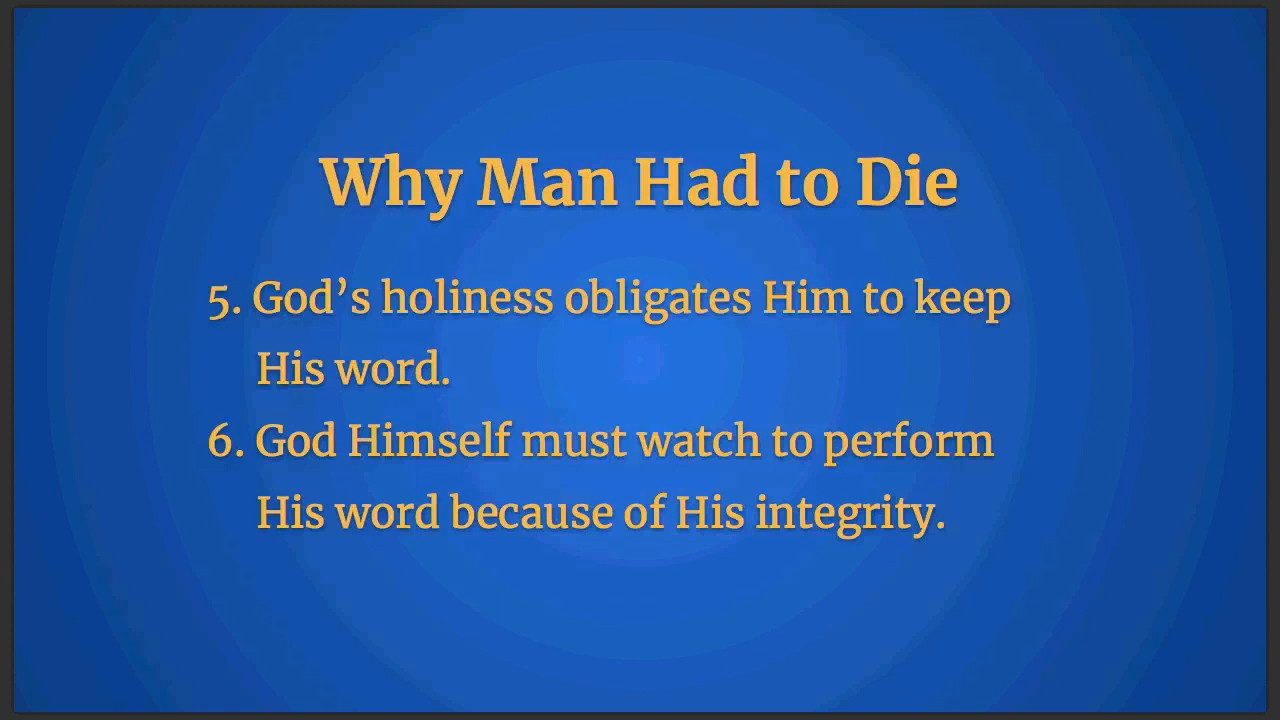 Why Man Had to Die
5. God’s holiness obligates Him to keep
His word.
6. God Himself must watch to perform
His word because of His integrity.